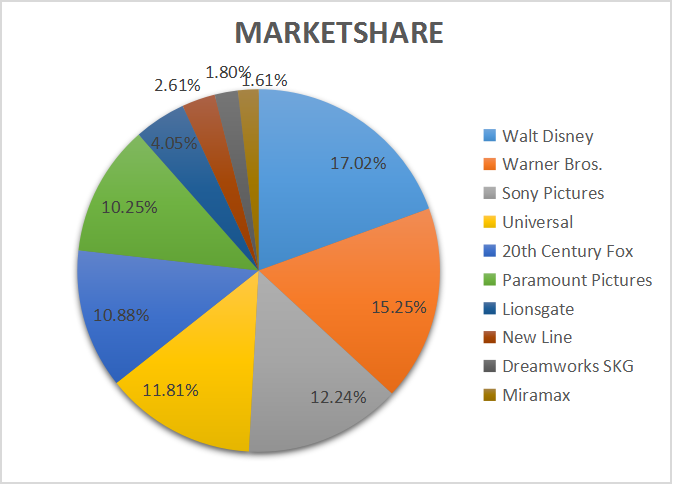 MARKETSHARE
1.80%
1.61%
2.61%
4.05%
17.02%
10.25%
15.25%
10.88%
11.81%
12.24%
Walt Disney
Warner Bros.
Sony Pictures
Universal
20th Century Fox
Paramount Pictures
Lionsgate
New Line
Dreamworks SKG
Miramax